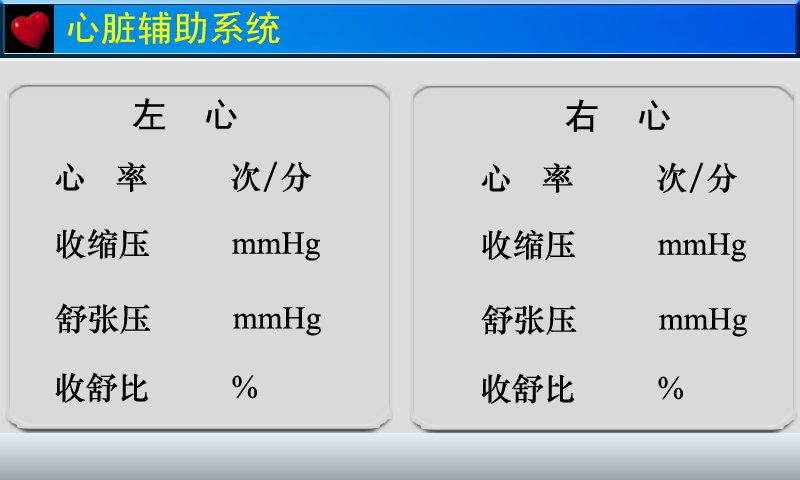 心脏辅助系统
左 心
心 率 次/分
收缩压 mmHg
舒张压 mmHg
收舒比 %
右 心
心 率 次/分
收缩压 mmHg
舒张压 mmHg
收舒比 %